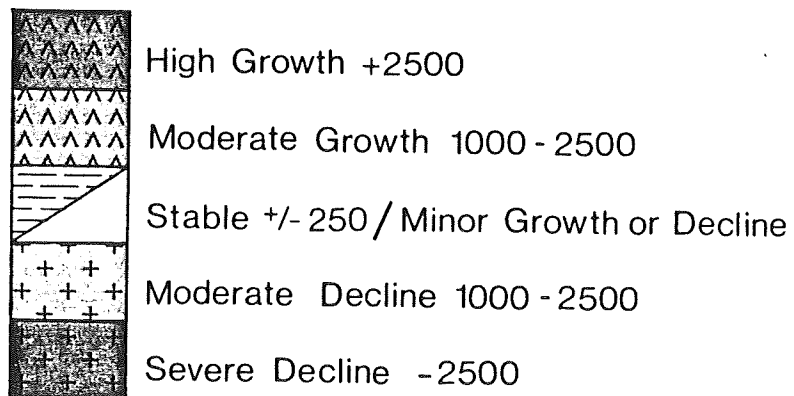 High Growth +2500
Moderate Growth 1000 - 2500
Stable +/- 250 / Minor Growth or Decline
Moderate Decline 1000 - 2500
Severe Decline -2500